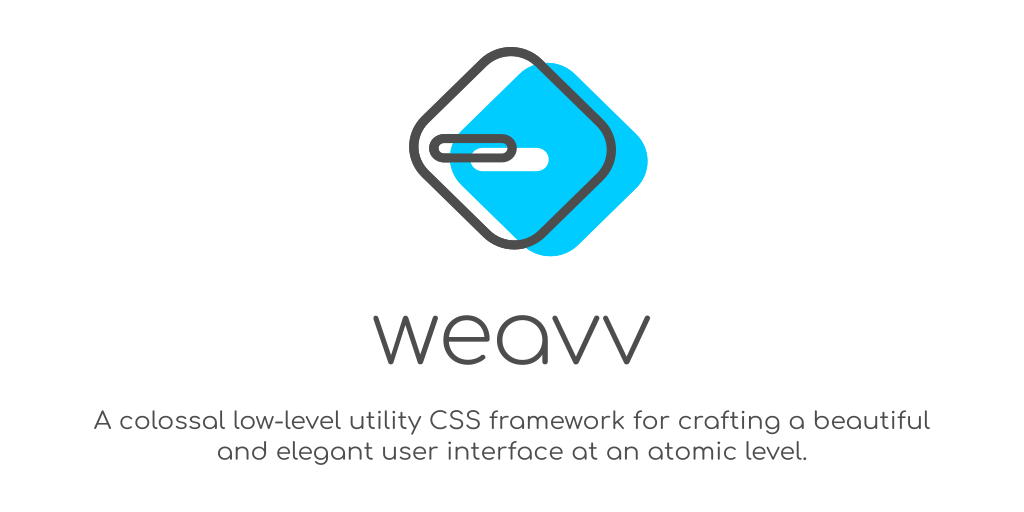 weavv
A colossal low-level utility CSS framework for crafting a beautiful
and elegant user interface at an atomic level.